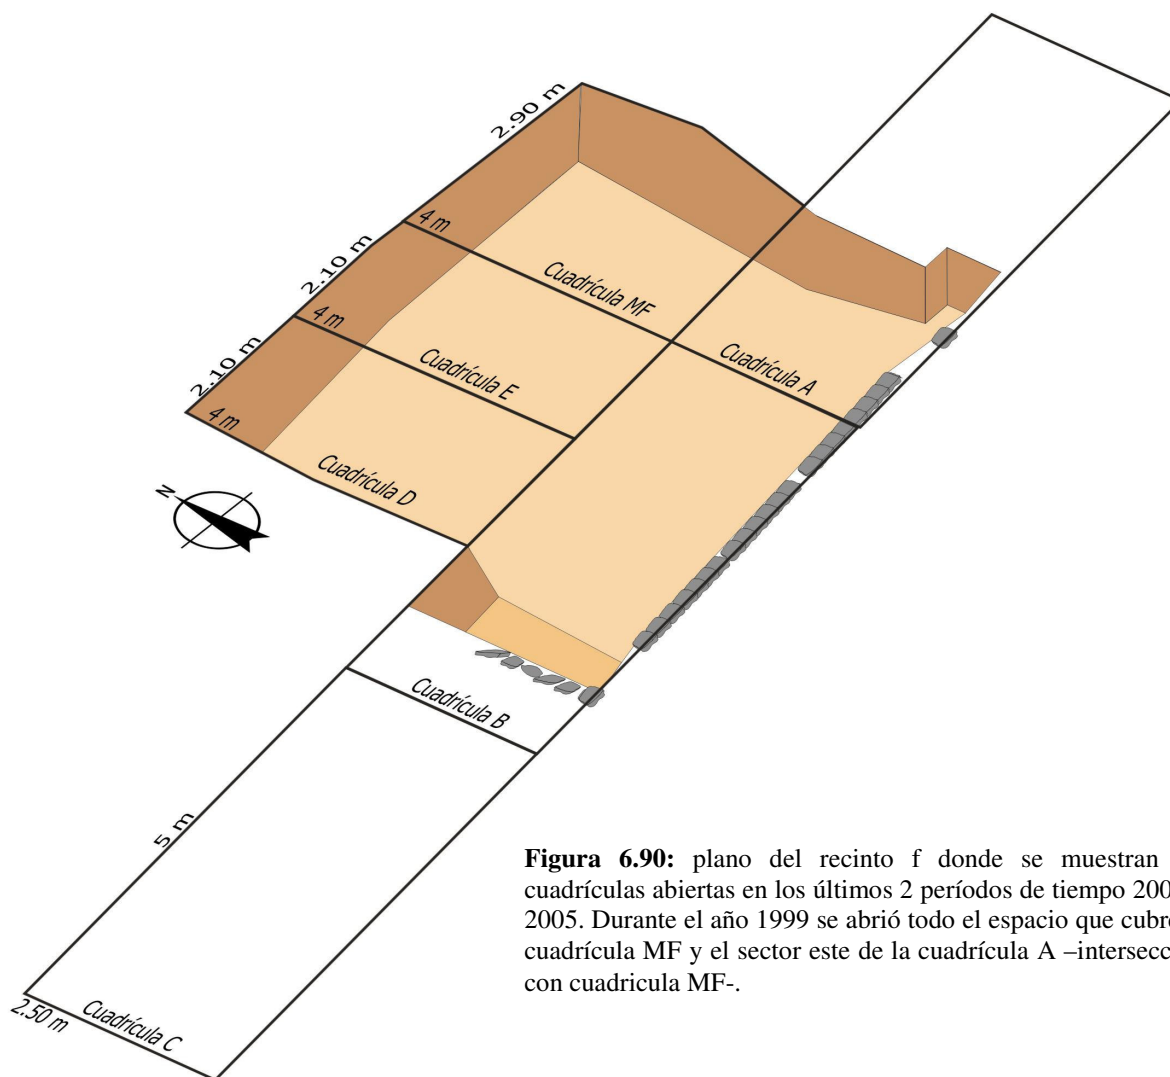 2.90 m
4 m
Cuadrícula MF
2.10 m
4 m
Cuadrícula E
Cuadrícula A
2.10 m
4 m
Cuadrícula D
N
Cuadrícula B
5 m
2.50 m
Cuadrícula C
Figura 6.90: plano del recinto f donde se muestran
cuadrículas abiertas en los últimos 2 períodos de tiempo 200
2005. Durante el año 1999 se abrió todo el espacio que cubre
cuadrícula MF y el sector este de la cuadrícula A –intersecc
con cuadricula MF-.